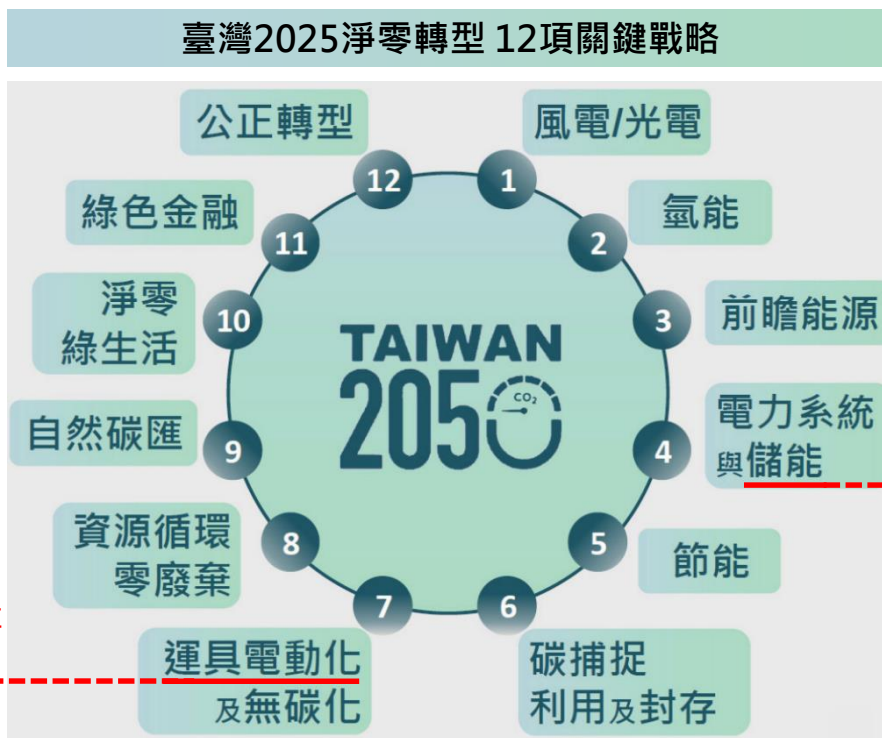 臺灣2025淨零轉型 12項關鍵戰略
公正轉型
風電/光電
12
1
綠色金融
氫能
11
2
淨零
綠生活
10
3
前瞻能源
TAIWAN
2050
CO₂
自然碳匯
9
4
電力系統
與儲能
資源循環
零廢棄
8
5
節能
7
6
運具電動化
及無碳化
碳捕捉
利用及封存